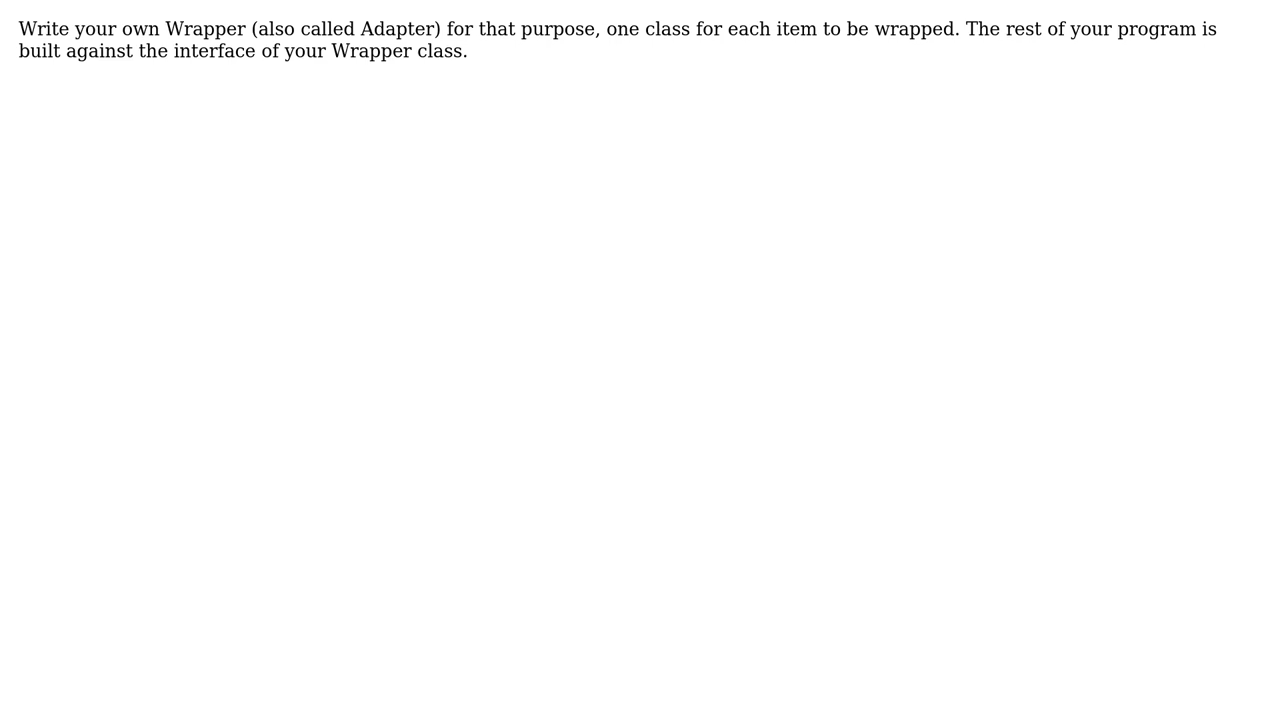 Write your own Wrapper (also called Adapter) for that purpose, one class for each item to be wrapped. The rest of your program is
built against the interface of your Wrapper class.